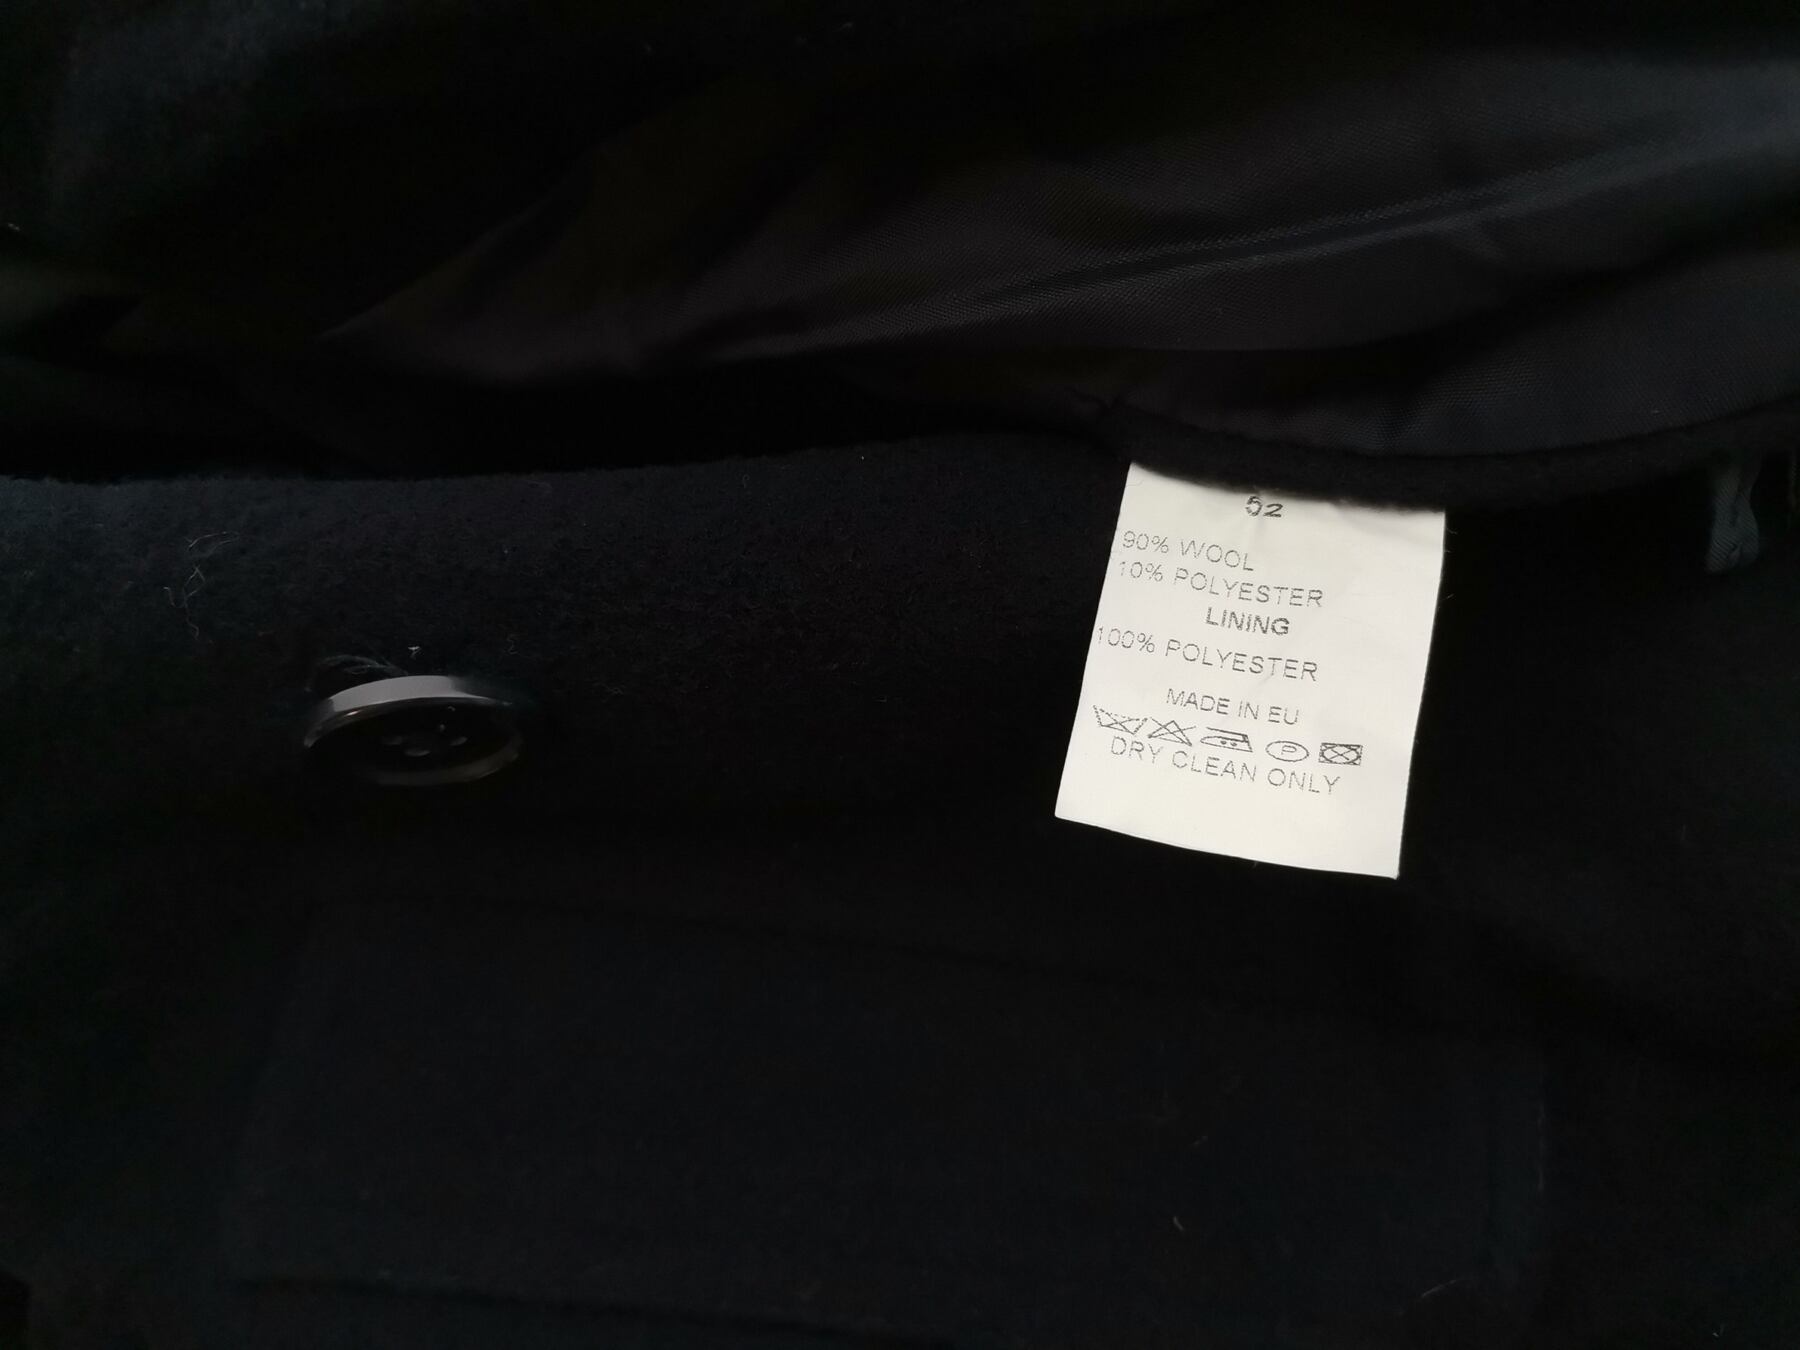 52
90% WOOL
10% POLYESTER
LINING
100% POLYESTER
MADE IN EU
P
DRY CLEAN ONLY